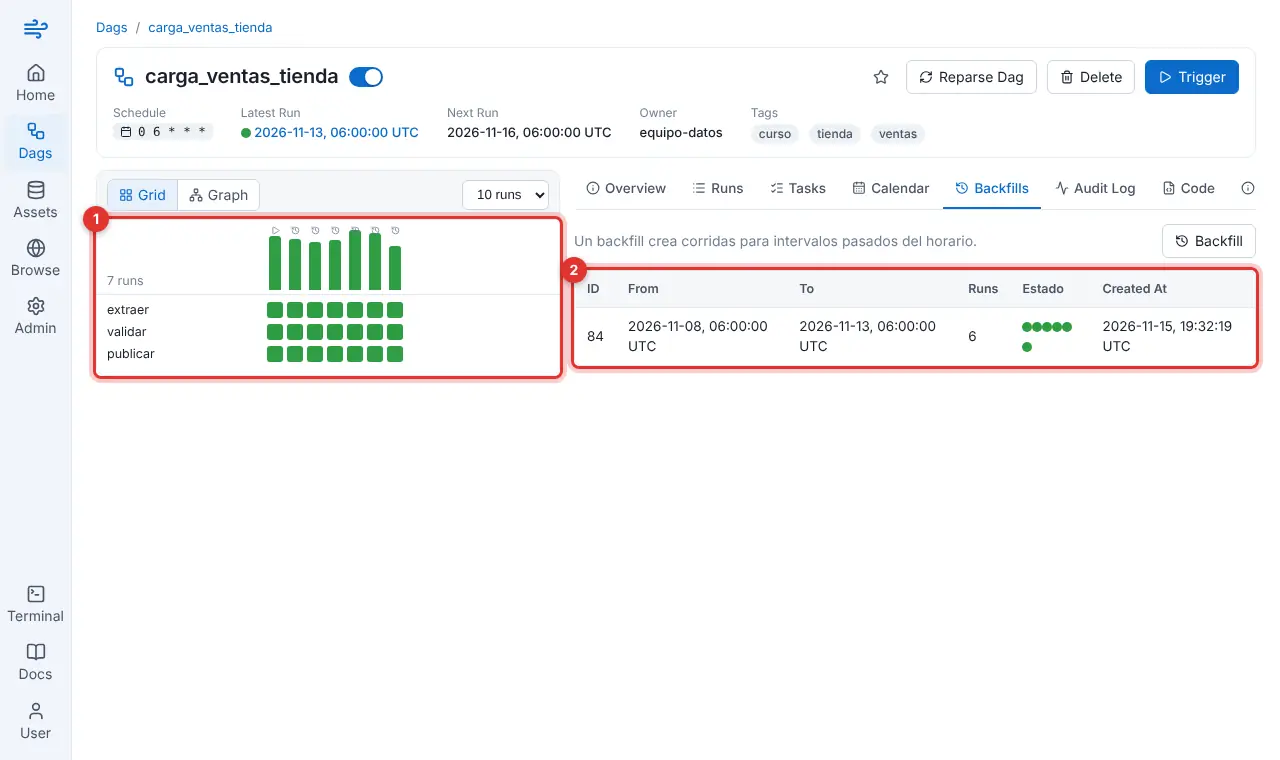 Dags / carga_ventas_tienda
Home
Dags
Assets
Browse
Admin
Terminal
Docs
User
carga_ventas_tienda
Reparse Dag
Delete
Trigger
Schedule
0 6 * * *
Latest Run
2026-11-13, 06:00:00 UTC
Next Run
2026-11-16, 06:00:00 UTC
Owner
equipo-datos
Tags
curso tienda ventas
Grid
Graph
10 runs
1
7 runs
extraer
validar
publicar
Overview
Runs
Tasks
Calendar
Backfills
Audit Log
Code
Un backfill crea corridas para intervalos pasados del horario.
Backfill
2
ID From To Runs Estado Created At
84 2026-11-08, 06:00:00 UTC 2026-11-13, 06:00:00 UTC 6 2026-11-15, 19:32:19 UTC